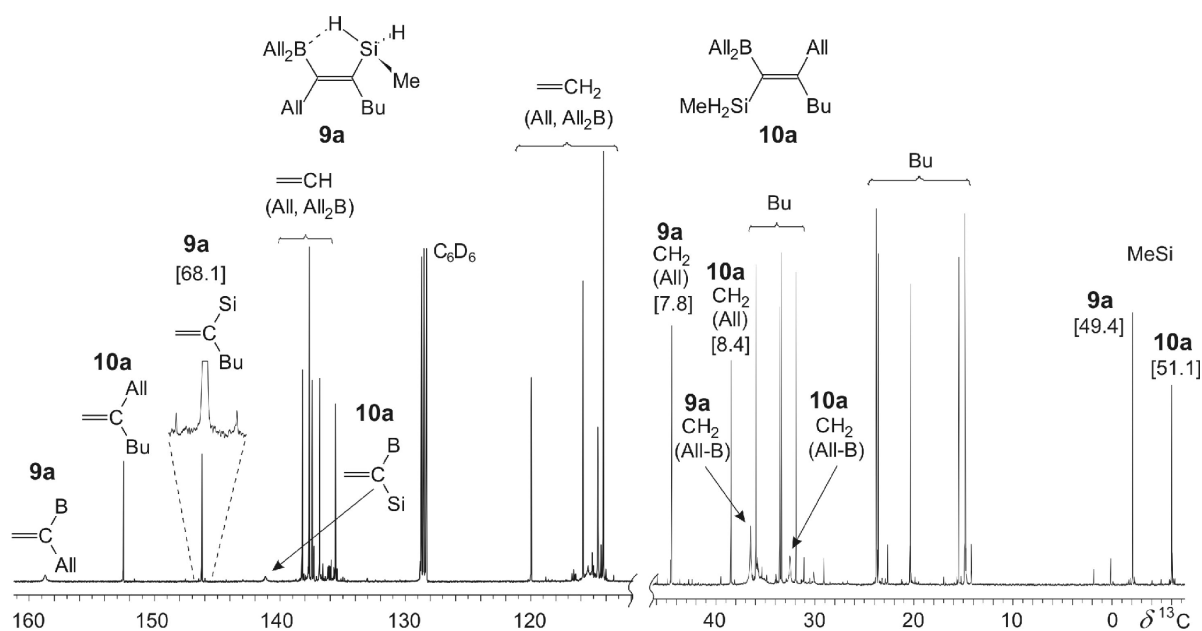 H
H
All₂B
Si
Me
All
Bu
9a
All₂B
All
MeH₂Si
Bu
10a
=CH₂
(All, All₂B)
=CH
(All, All₂B)
9a
[68.1]
Si
C
Bu
10a
All
C
Bu
9a
B
C
All
10a
B
C
Si
C₆D₆
9a
CH₂
(All)
[7.8]
10a
CH₂
(All)
[8.4]
Bu
Bu
9a
CH₂
(All-B)
10a
CH₂
(All-B)
MeSi
9a
[49.4]
10a
[51.1]
160 150 140 130 120 40 30 20 10 0 δ ¹³C